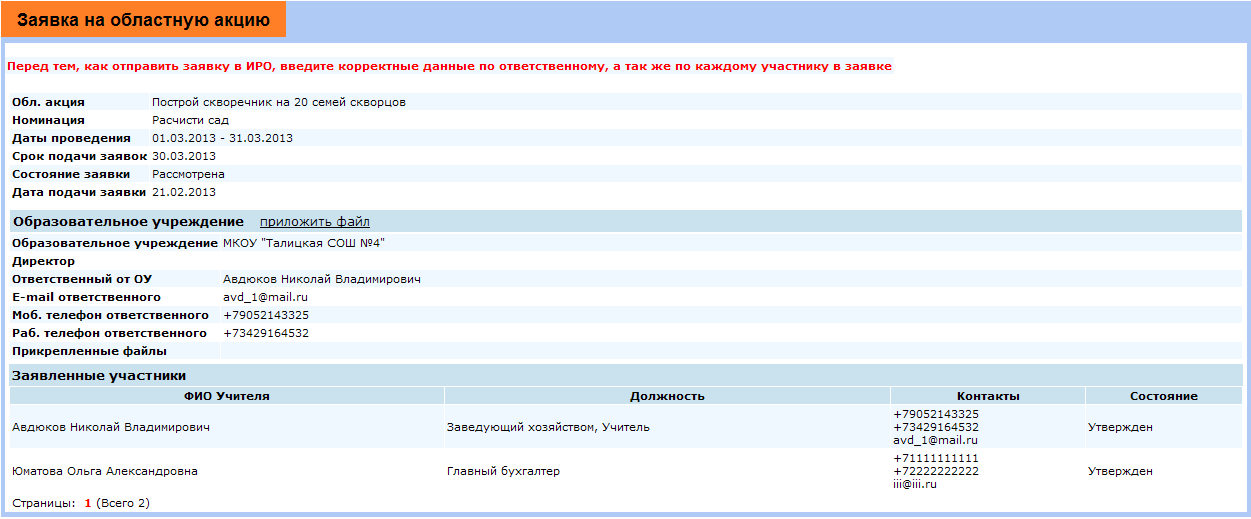 Заявка на областную акцию
Перед тем, как отправить заявку в ИРО, введите корректные данные по ответственному, а так же по каждому участнику в заявке
Обл. акция Построй скворечник на 20 семей скворцов
Номинация Расчисти сад
Даты проведения 01.03.2013 - 31.03.2013
Срок подачи заявок 30.03.2013
Состояние заявки Рассмотрена
Дата подачи заявки 21.02.2013
Образовательное учреждение приложить файл
Образовательное учреждение МКОУ "Талицкая СОШ №4"
Директор
Ответственный от ОУ Авдюков Николай Владимирович
E-mail ответственного avd_1@mail.ru
Моб. телефон ответственного +79052143325
Раб. телефон ответственного +73429164532
Прикрепленные файлы
Заявленные участники
ФИО Учителя Должность Контакты Состояние
+79052143325
Авдюков Николай Владимирович Заведующий хозяйством, Учитель +73429164532 Утвержден
avd_1@mail.ru
+71111111111
Юматова Ольга Александровна Главный бухгалтер +72222222222 Утвержден
iii@iii.ru
Страницы: 1 (Всего 2)